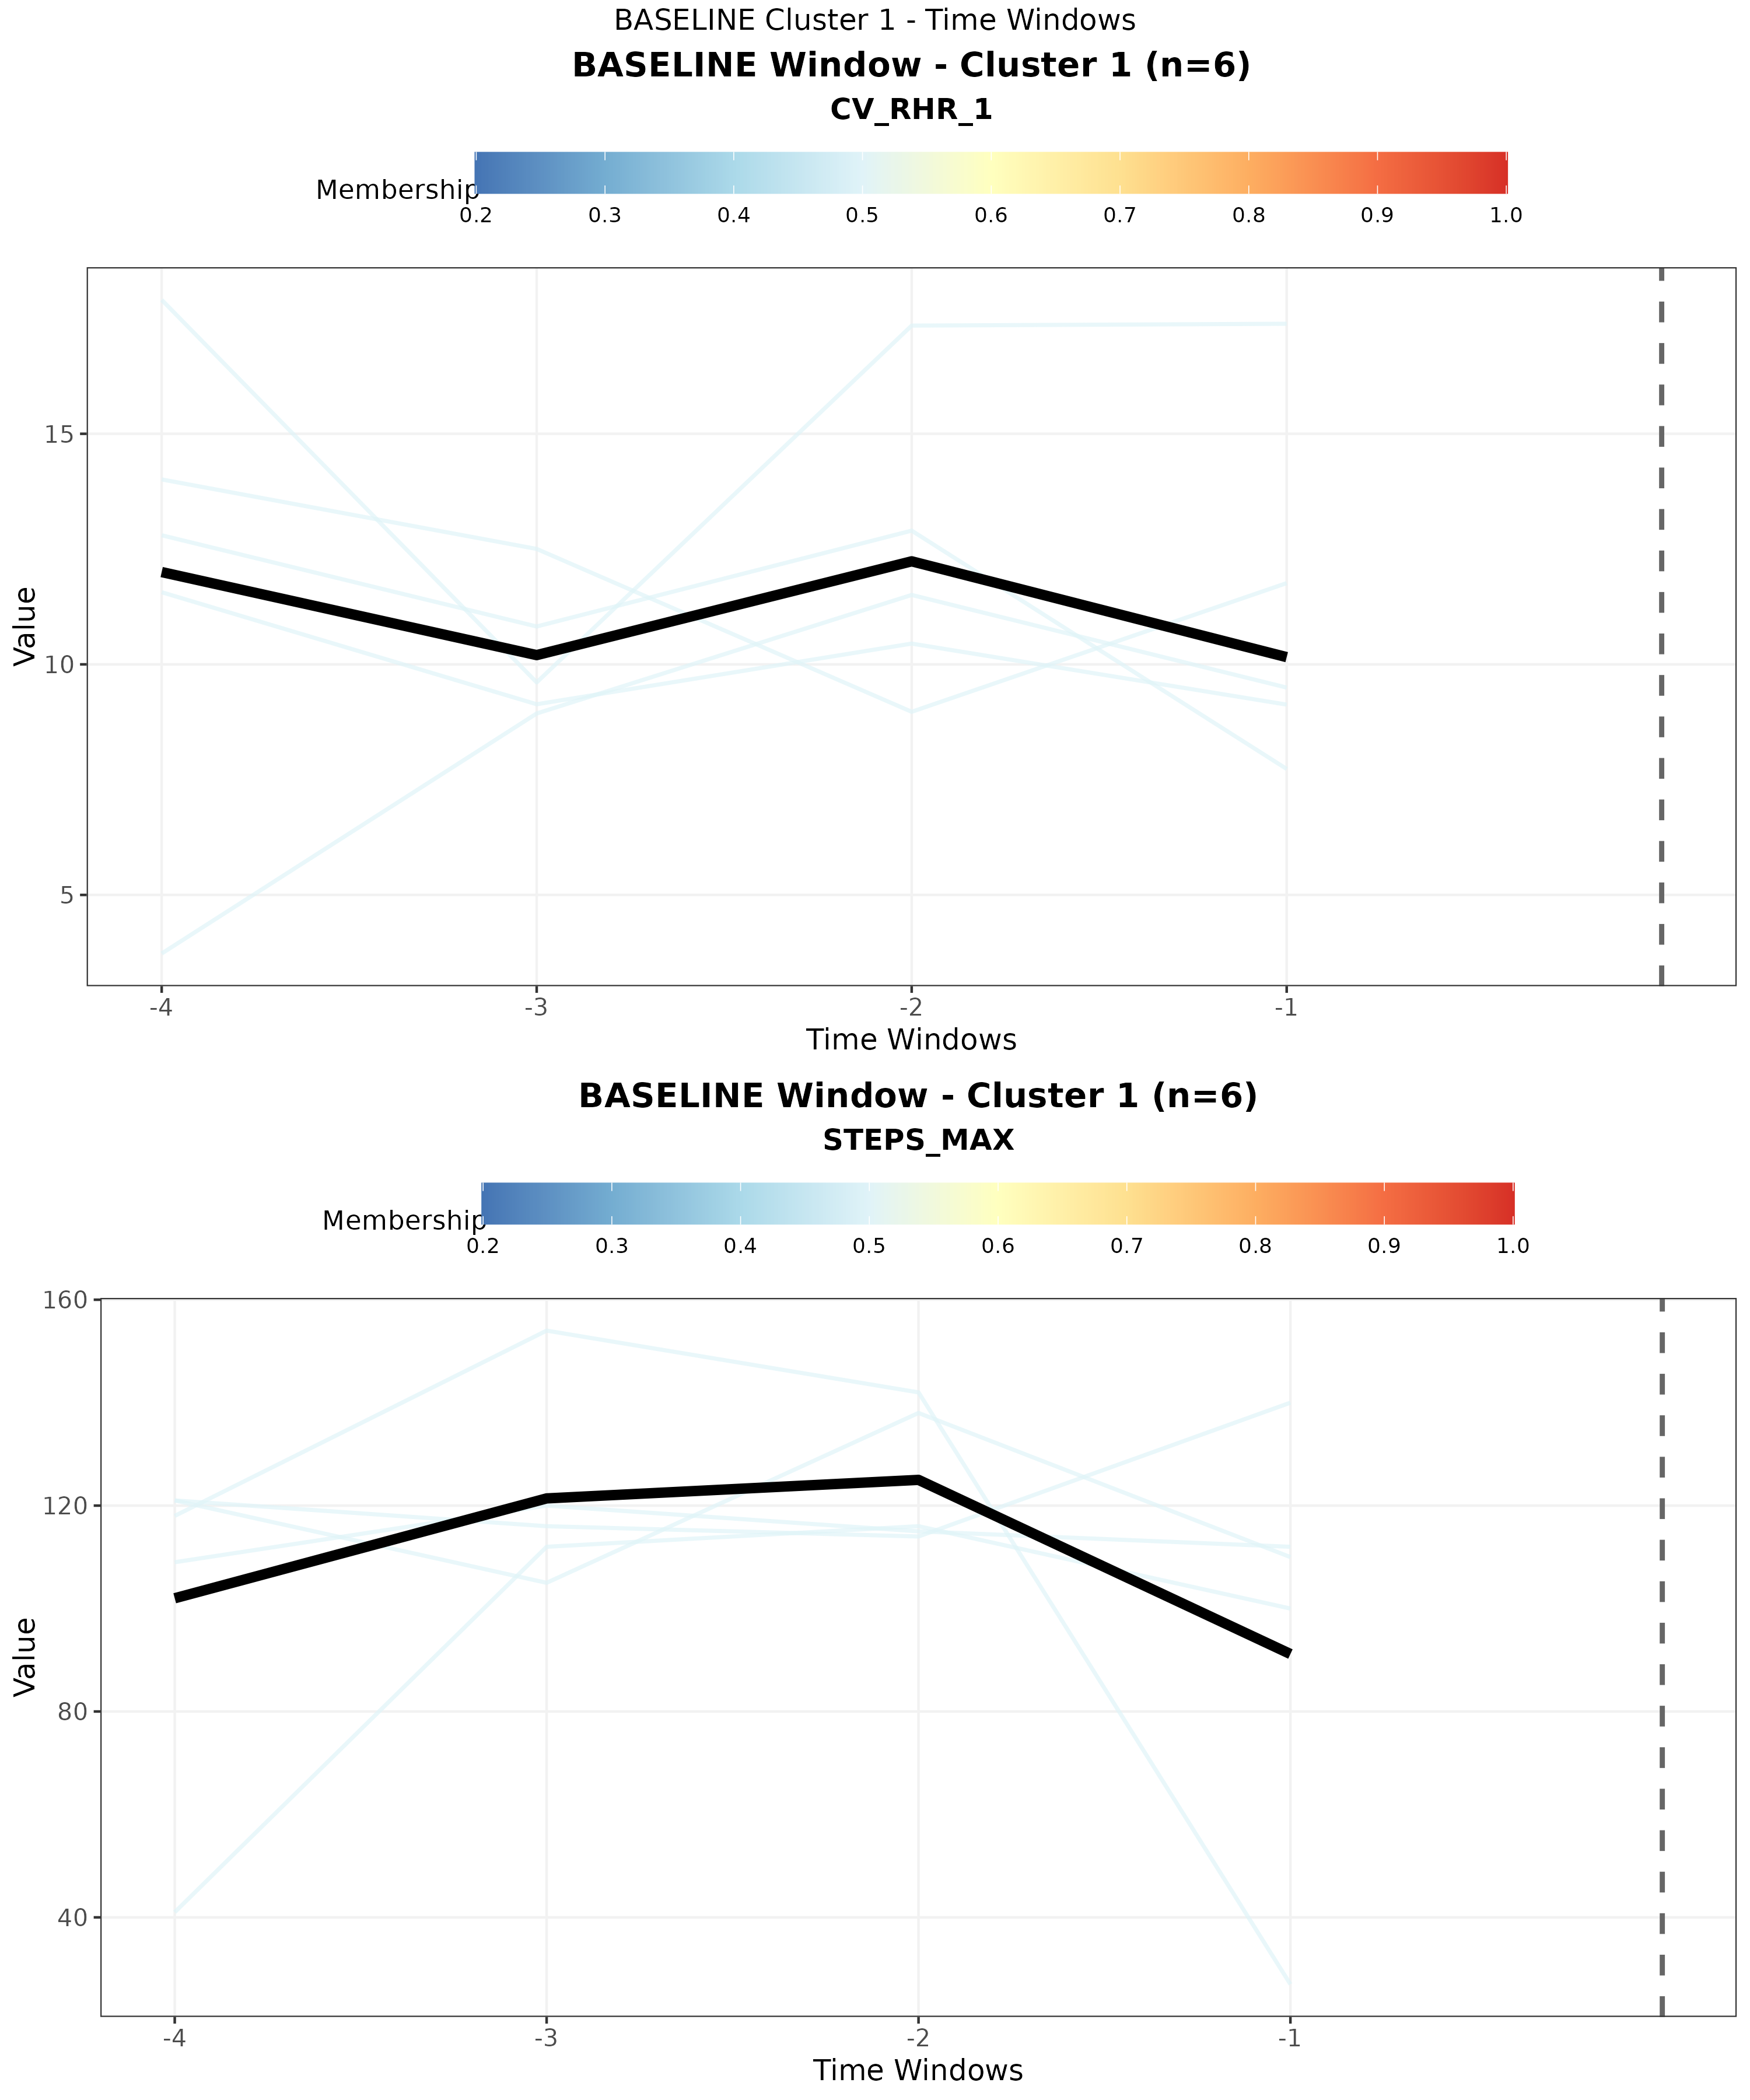 BASELINE Cluster 1 - Time Windows
BASELINE Window - Cluster 1 (n=6)
CV_RHR_1
Membership
0.2 0.3 0.4 0.5 0.6 0.7 0.8 0.9 1.0
Value
15
10
5
-4 -3 -2 -1
Time Windows
BASELINE Window - Cluster 1 (n=6)
STEPS_MAX
Membership
0.2 0.3 0.4 0.5 0.6 0.7 0.8 0.9 1.0
Value
160
120
80
40
-4 -3 -2 -1
Time Windows